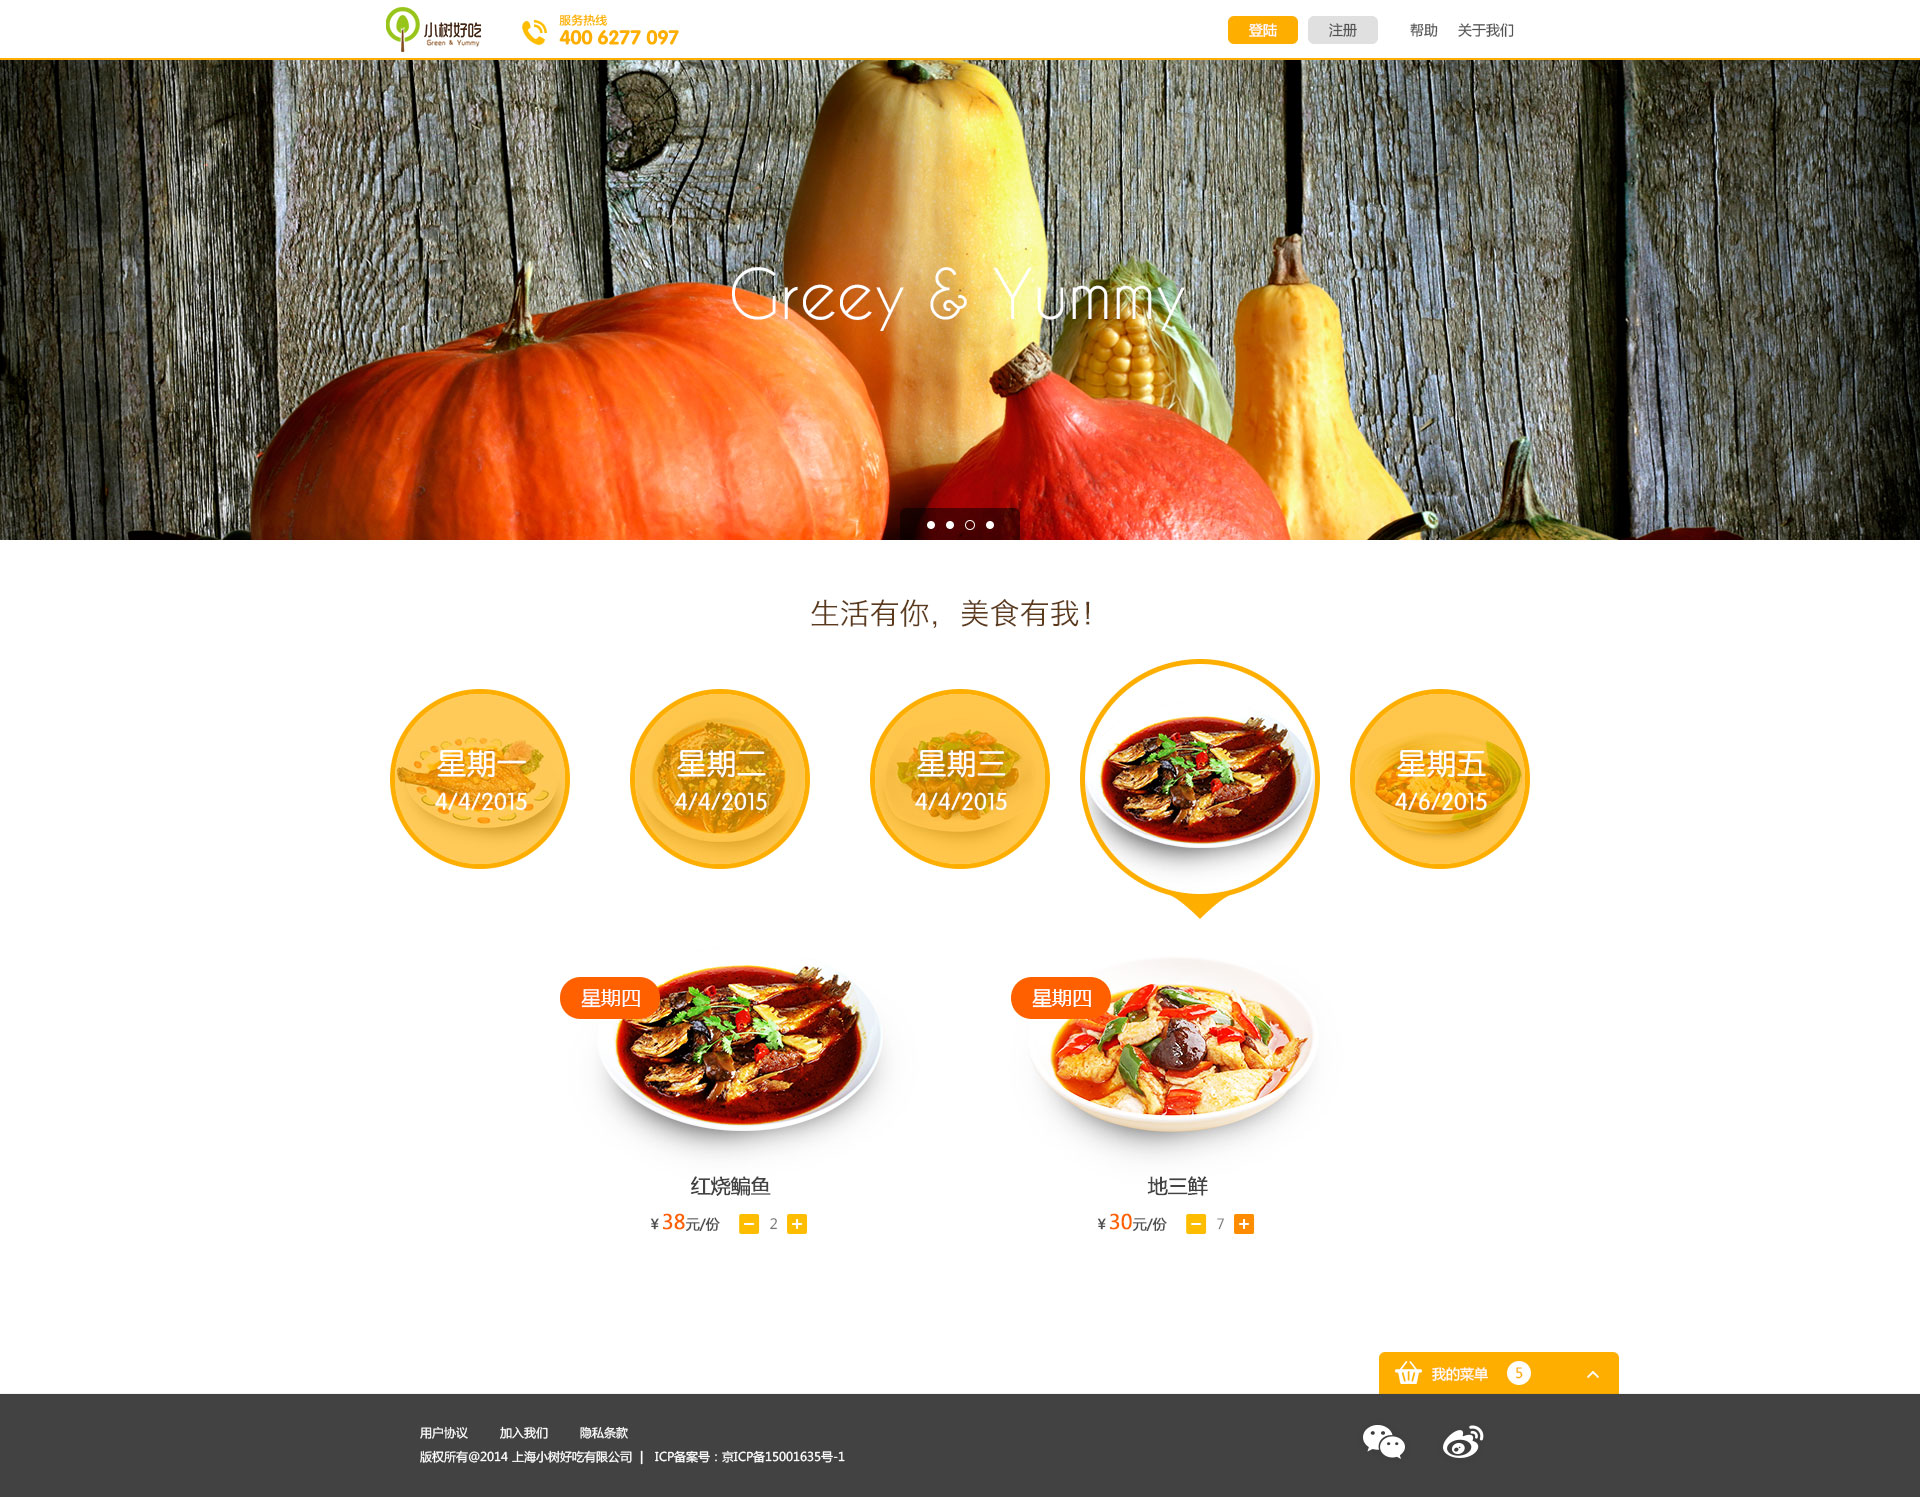 小树好吃
Green & Yummy
服务热线
400 6277 097
登陆
注册
帮助
关于我们
Greey & Yummy
生活有你，美食有我！
星期一
4/4/2015
星期二
4/4/2015
星期三
4/4/2015
星期五
4/6/2015
星期四
星期四
红烧鳊鱼
¥38元/份
2
地三鲜
¥30元/份
7
我的菜单 5
用户协议 加入我们 隐私条款
版权所有@2014 上海小树好吃有限公司 | ICP备案号：京ICP备15001635号-1